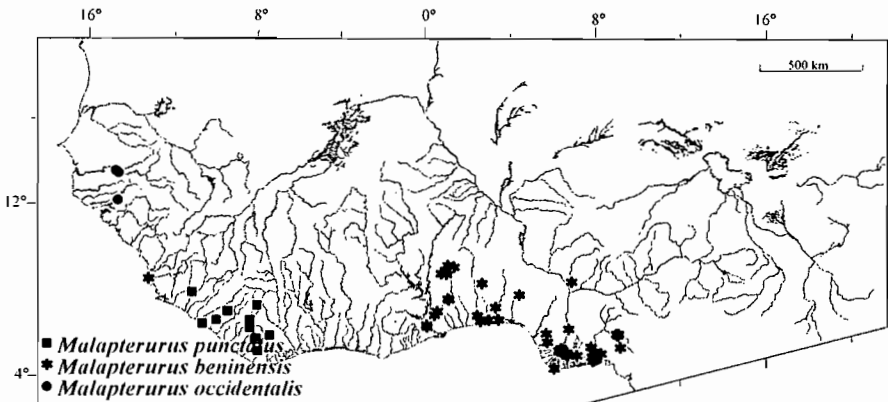 16° 8° 0° 8° 16°
500 km
12°
Malapterurus punctatus
Malapterurus beninensis
4°
Malapterurus occidentalis